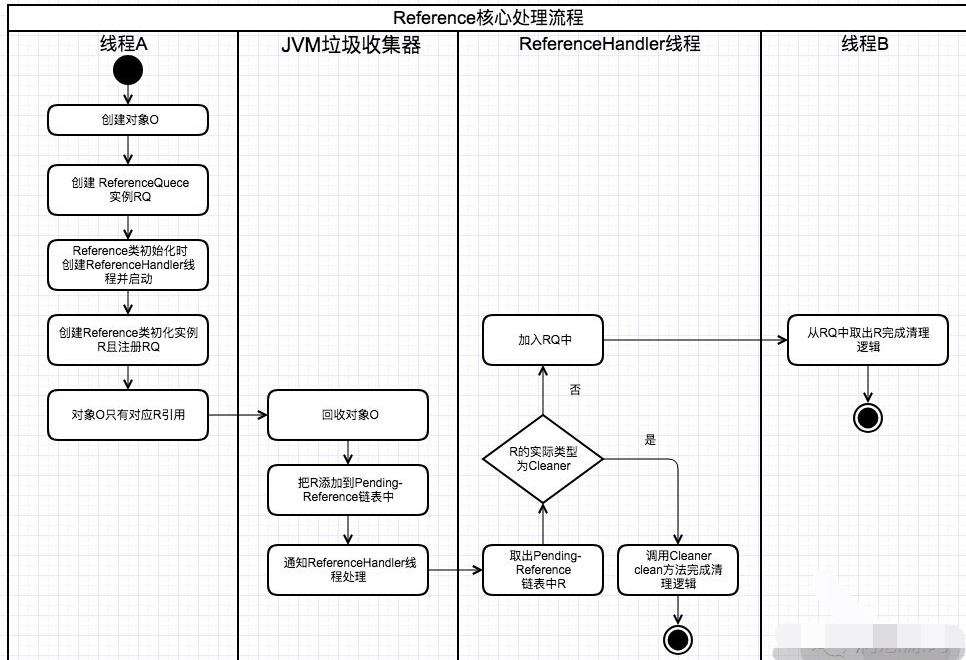 Reference核心处理流程
线程A
JVM垃圾收集器
ReferenceHandler线程
线程B
创建对象O
创建 ReferenceQuece
实例RQ
Reference类初始化时
创建ReferenceHandler线
程并启动
创建Reference类初化实例
R且注册RQ
对象O只有对应R引用
回收对象O
把R添加到Pending-
Reference链表中
通知ReferenceHandler线
程处理
取出Pending-
Reference
链表中R
R的实际类型
为Cleaner
否
是
加入RQ中
调用Cleaner
clean方法完成清
理逻辑
从RQ中取出R完成清理
逻辑